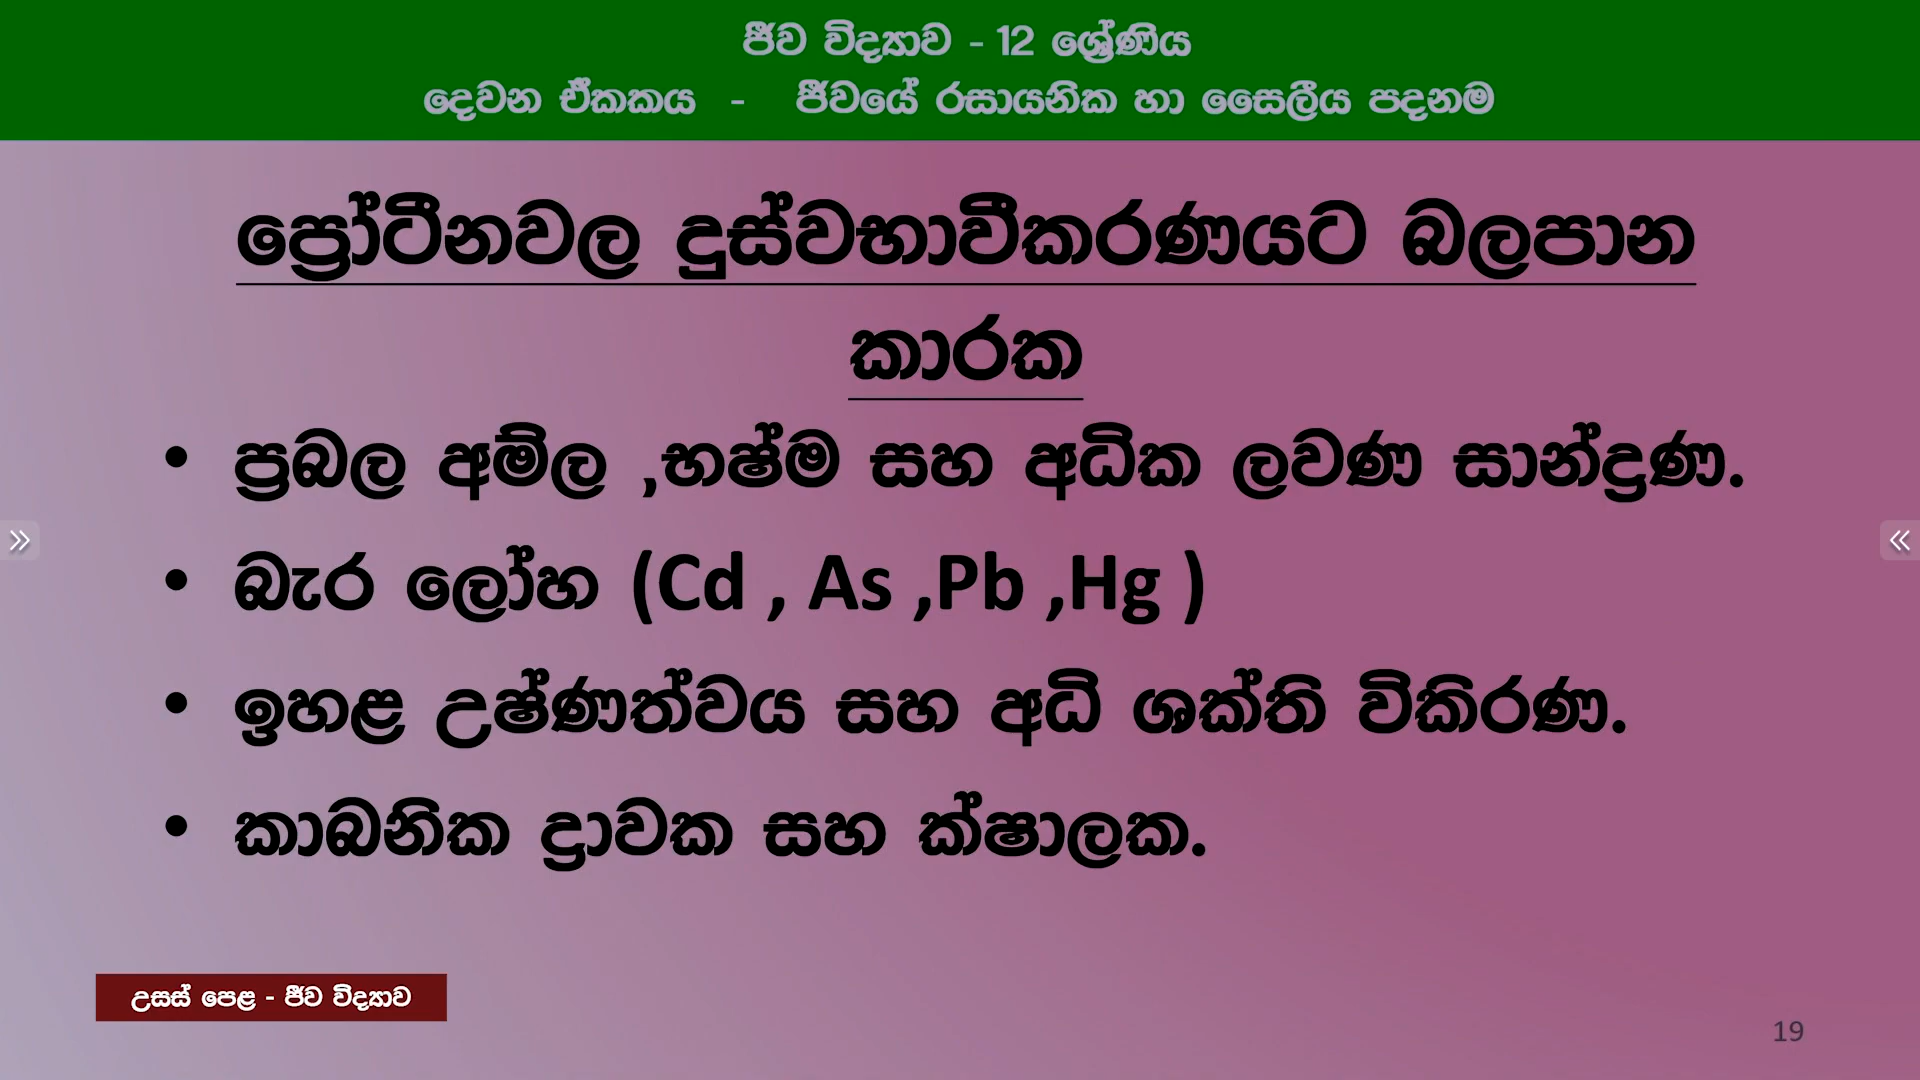 ජීව විද්‍යාව - 12 ශ්‍රේණිය
දෙවන ඒකකය - ජීවයේ රසායනික හා සෛලීය පදනම
ප්‍රෝටීනවල දුස්වභාවීකරණයට බලපාන
කාරක
• ප්‍රබල අම්ල ,භෂ්ම සහ අධික ලවණ සාන්ද්‍රණ.
• බැර ලෝහ (Cd , As ,Pb ,Hg )
• ඉහළ උෂ්ණත්වය සහ අධි ශක්ති විකිරණ.
• කාබනික ද්‍රාවක සහ ක්ෂාලක.
උසස් පෙළ - ජීව විද්‍යාව
19